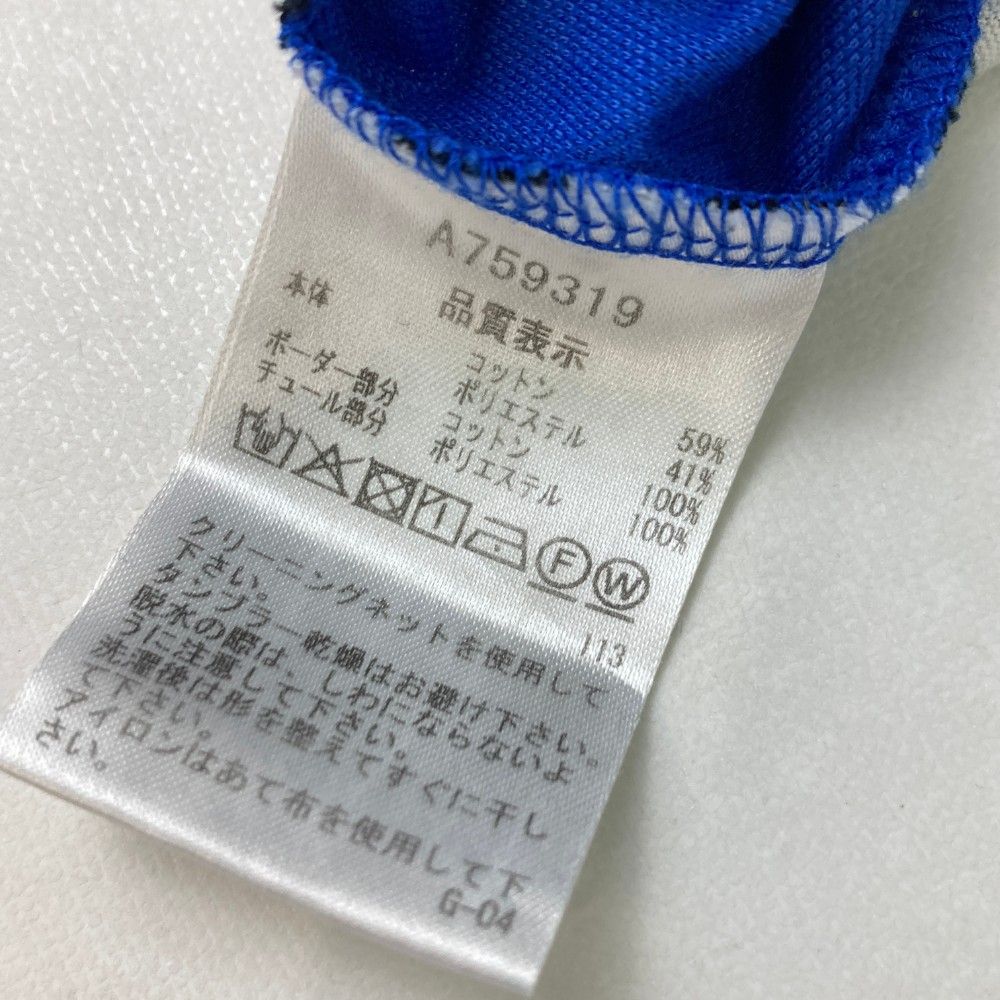 A759319
品質表示
本体 コットン 59%
ポリエステル 41%
ボーダー部分 コットン 100%
チュール部分 ポリエステル 100%
F W
113
クリーニングネットを使用して
下さい。
タンブラー乾燥はお避け下さい。
脱水の際は、しわにならないよ
うに注意して下さい。
洗濯後は形を整えてすぐに干し
て下さい。
アイロンはあて布を使用して下
さい。
G-04